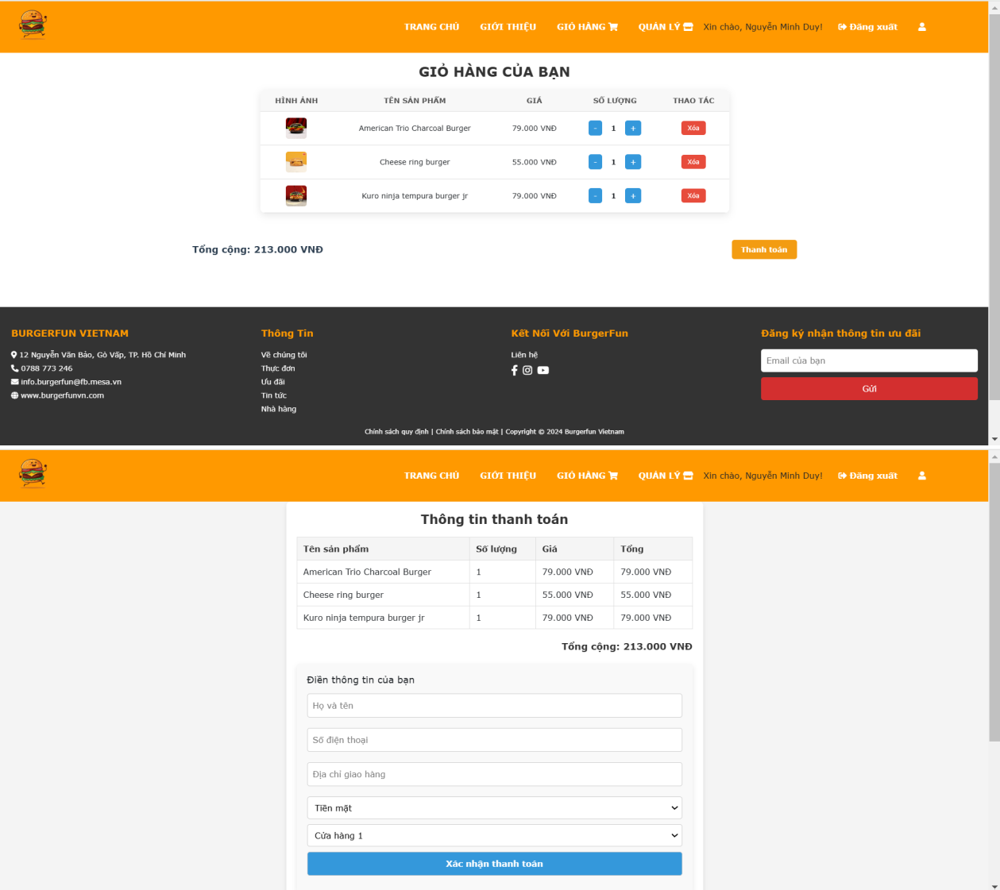 TRANG CHỦ GIỚI THIỆU GIỎ HÀNG QUẢN LÝ Xin chào, Nguyễn Minh Duy! Đăng xuất
GIỎ HÀNG CỦA BẠN
HÌNH ẢNH TÊN SẢN PHẨM GIÁ SỐ LƯỢNG THAO TÁC
American Trio Charcoal Burger 79.000 VNĐ - 1 + Xóa
Cheese ring burger 55.000 VNĐ - 1 + Xóa
Kuro ninja tempura burger jr 79.000 VNĐ - 1 + Xóa
Tổng cộng: 213.000 VNĐ Thanh toán
BURGERFUN VIETNAM
12 Nguyễn Văn Bảo, Gò Vấp, TP. Hồ Chí Minh
0788 773 246
info.burgerfun@fb.mesa.vn
www.burgerfunvn.com
Thông Tin
Về chúng tôi
Thực đơn
Ưu đãi
Tin tức
Nhà hàng
Kết Nối Với BurgerFun
Liên hệ
Đăng ký nhận thông tin ưu đãi
Email của bạn
Gửi
Chính sách quy định | Chính sách bảo mật | Copyright © 2024 Burgerfun Vietnam
TRANG CHỦ GIỚI THIỆU GIỎ HÀNG QUẢN LÝ Xin chào, Nguyễn Minh Duy! Đăng xuất
Thông tin thanh toán
Tên sản phẩm Số lượng Giá Tổng
American Trio Charcoal Burger 1 79.000 VNĐ 79.000 VNĐ
Cheese ring burger 1 55.000 VNĐ 55.000 VNĐ
Kuro ninja tempura burger jr 1 79.000 VNĐ 79.000 VNĐ
Tổng cộng: 213.000 VNĐ
Điền thông tin của bạn
Họ và tên
Số điện thoại
Địa chỉ giao hàng
Tiền mặt
Cửa hàng 1
Xác nhận thanh toán